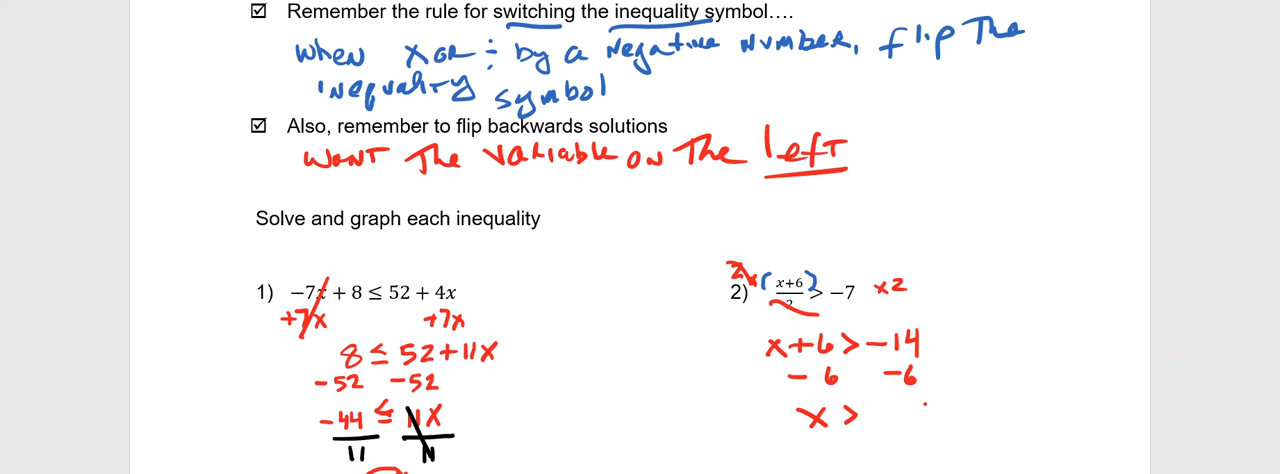 ☑ Remember the rule for switching the inequality symbol….
when x or ÷ by a negative number, flip the
inequality symbol
☑ Also, remember to flip backwards solutions
want the variable on the left
Solve and graph each inequality
1) −7x + 8 ≤ 52 + 4x
+7x +7x
8 ≤ 52 + 11x
-52 -52
-44 ≤ 11x
11 11
2) 2x ( x+6 / 2 ) > −7 x2
x + 6 > -14
- 6 -6
x >